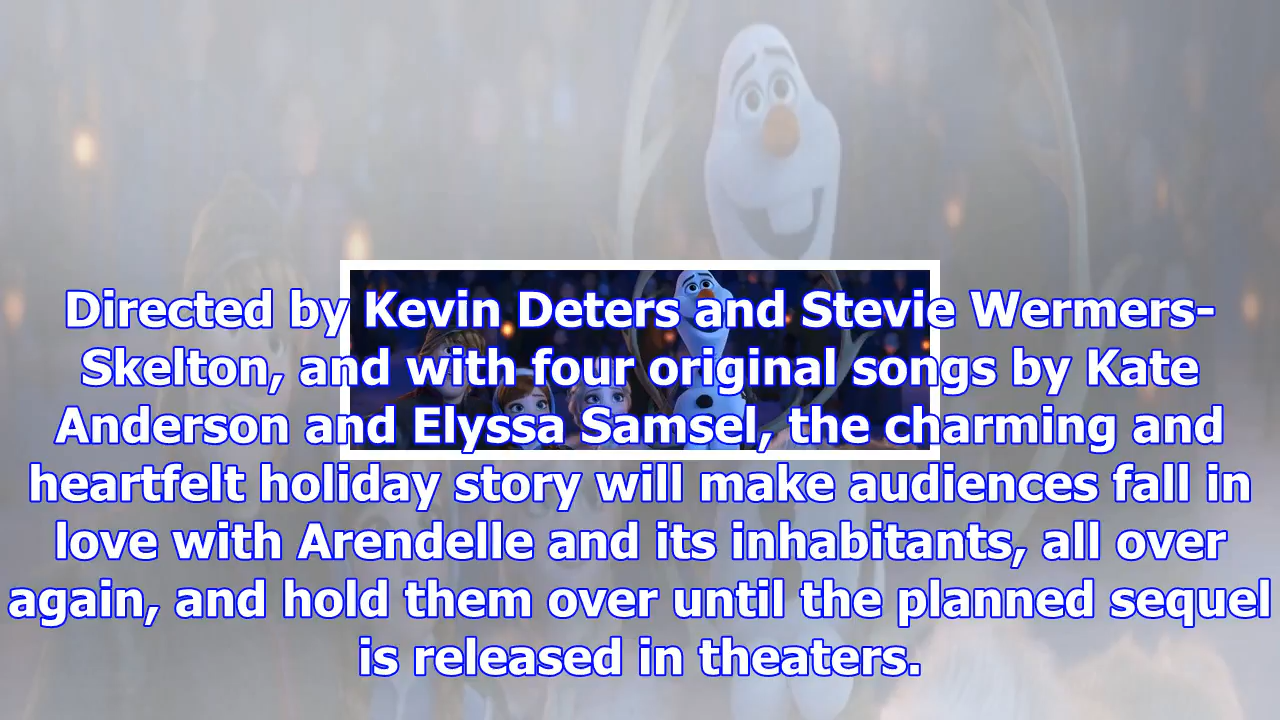 Directed by Kevin Deters and Stevie Wermers-
Skelton, and with four original songs by Kate
Anderson and Elyssa Samsel, the charming and
heartfelt holiday story will make audiences fall in
love with Arendelle and its inhabitants, all over
again, and hold them over until the planned sequel
is released in theaters.